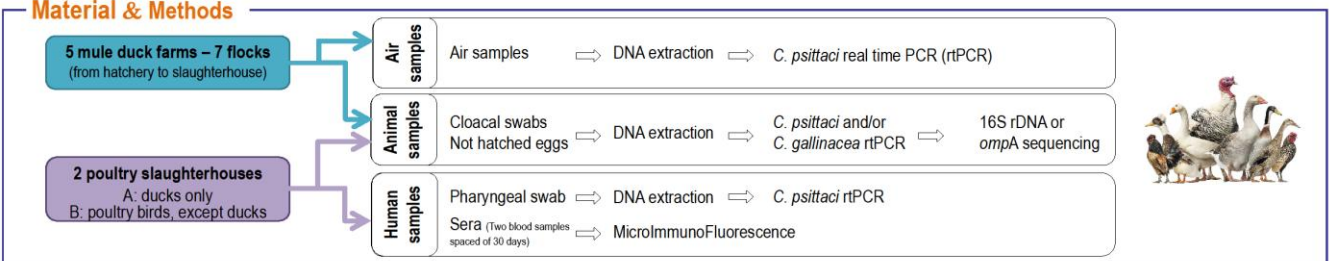 Material & Methods
5 mule duck farms – 7 flocks
(from hatchery to slaughterhouse)
2 poultry slaughterhouses
A: ducks only
B: poultry birds, except ducks
Air
samples
Air samples ⇨ DNA extraction ⇨ C. psittaci real time PCR (rtPCR)
Animal
samples
Cloacal swabs
Not hatched eggs
⇨ DNA extraction ⇨
C. psittaci and/or
C. gallinacea rtPCR
⇨
16S rDNA or
ompA sequencing
Human
samples
Pharyngeal swab ⇨ DNA extraction ⇨ C. psittaci rtPCR
Sera (Two blood samples
spaced of 30 days)
⇨ MicroImmunoFluorescence